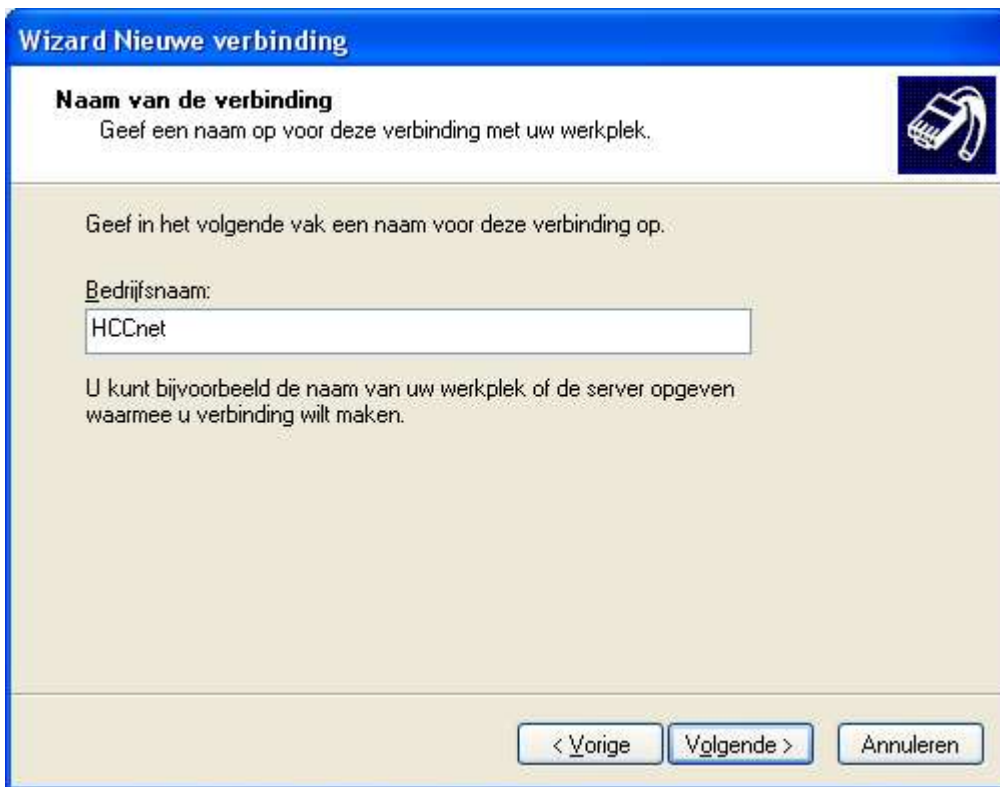 Wizard Nieuwe verbinding
Naam van de verbinding
Geef een naam op voor deze verbinding met uw werkplek.
Geef in het volgende vak een naam voor deze verbinding op.
Bedrijfsnaam:
HCCnet
U kunt bijvoorbeeld de naam van uw werkplek of de server opgeven
waarmee u verbinding wilt maken.
< Vorige Volgende > Annuleren